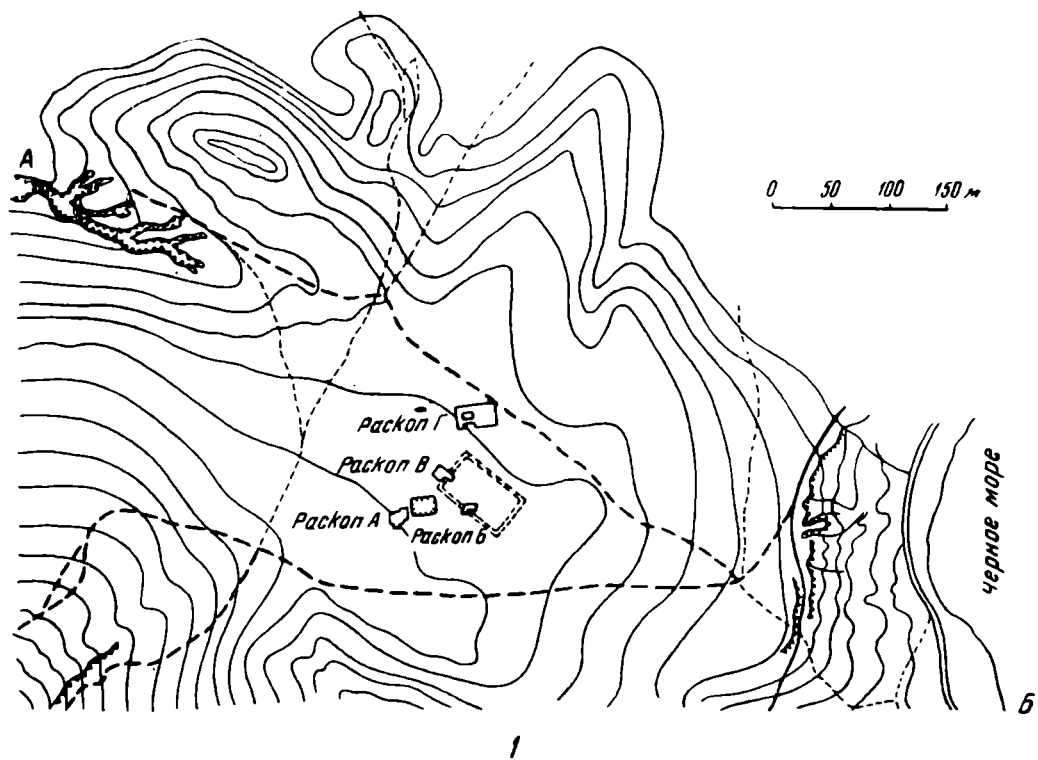 А
0 50 100 150 м
Раскоп Г
Раскоп В
Раскоп А
Раскоп Б
Черное море
Б
1